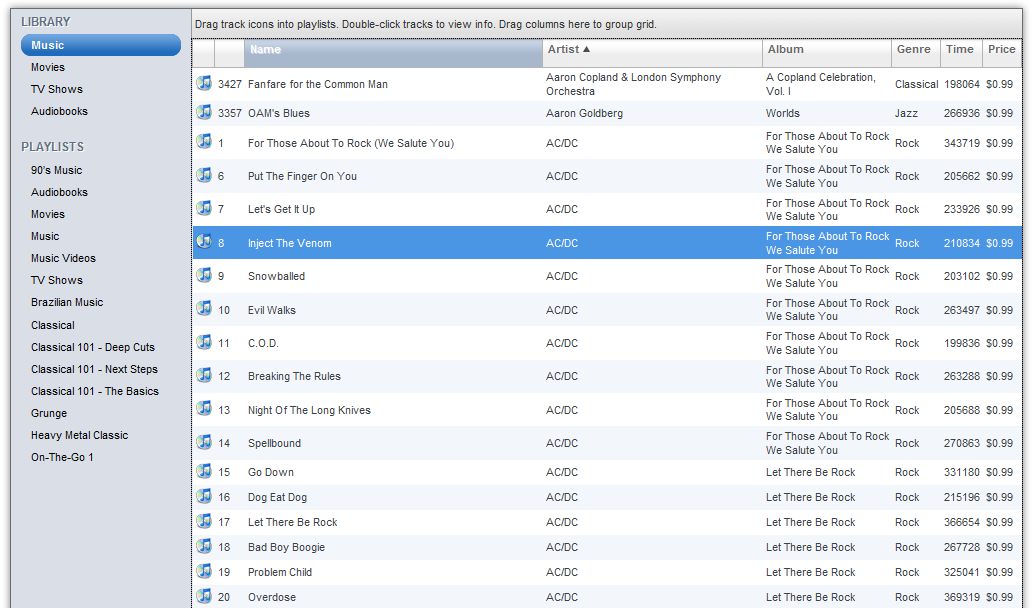 LIBRARY
Music
Movies
TV Shows
Audiobooks
PLAYLISTS
90's Music
Audiobooks
Movies
Music
Music Videos
TV Shows
Brazilian Music
Classical
Classical 101 - Deep Cuts
Classical 101 - Next Steps
Classical 101 - The Basics
Grunge
Heavy Metal Classic
On-The-Go 1
Drag track icons into playlists. Double-click tracks to view info. Drag columns here to group grid.
Name Artist ▲ Album Genre Time Price
3427 Fanfare for the Common Man Aaron Copland & London Symphony Orchestra A Copland Celebration, Vol. I Classical 198064 $0.99
3357 OAM's Blues Aaron Goldberg Worlds Jazz 266936 $0.99
1 For Those About To Rock (We Salute You) AC/DC For Those About To Rock We Salute You Rock 343719 $0.99
6 Put The Finger On You AC/DC For Those About To Rock We Salute You Rock 205662 $0.99
7 Let's Get It Up AC/DC For Those About To Rock We Salute You Rock 233926 $0.99
8 Inject The Venom AC/DC For Those About To Rock We Salute You Rock 210834 $0.99
9 Snowballed AC/DC For Those About To Rock We Salute You Rock 203102 $0.99
10 Evil Walks AC/DC For Those About To Rock We Salute You Rock 263497 $0.99
11 C.O.D. AC/DC For Those About To Rock We Salute You Rock 199836 $0.99
12 Breaking The Rules AC/DC For Those About To Rock We Salute You Rock 263288 $0.99
13 Night Of The Long Knives AC/DC For Those About To Rock We Salute You Rock 205688 $0.99
14 Spellbound AC/DC For Those About To Rock We Salute You Rock 270863 $0.99
15 Go Down AC/DC Let There Be Rock Rock 331180 $0.99
16 Dog Eat Dog AC/DC Let There Be Rock Rock 215196 $0.99
17 Let There Be Rock AC/DC Let There Be Rock Rock 366654 $0.99
18 Bad Boy Boogie AC/DC Let There Be Rock Rock 267728 $0.99
19 Problem Child AC/DC Let There Be Rock Rock 325041 $0.99
20 Overdose AC/DC Let There Be Rock Rock 369319 $0.99